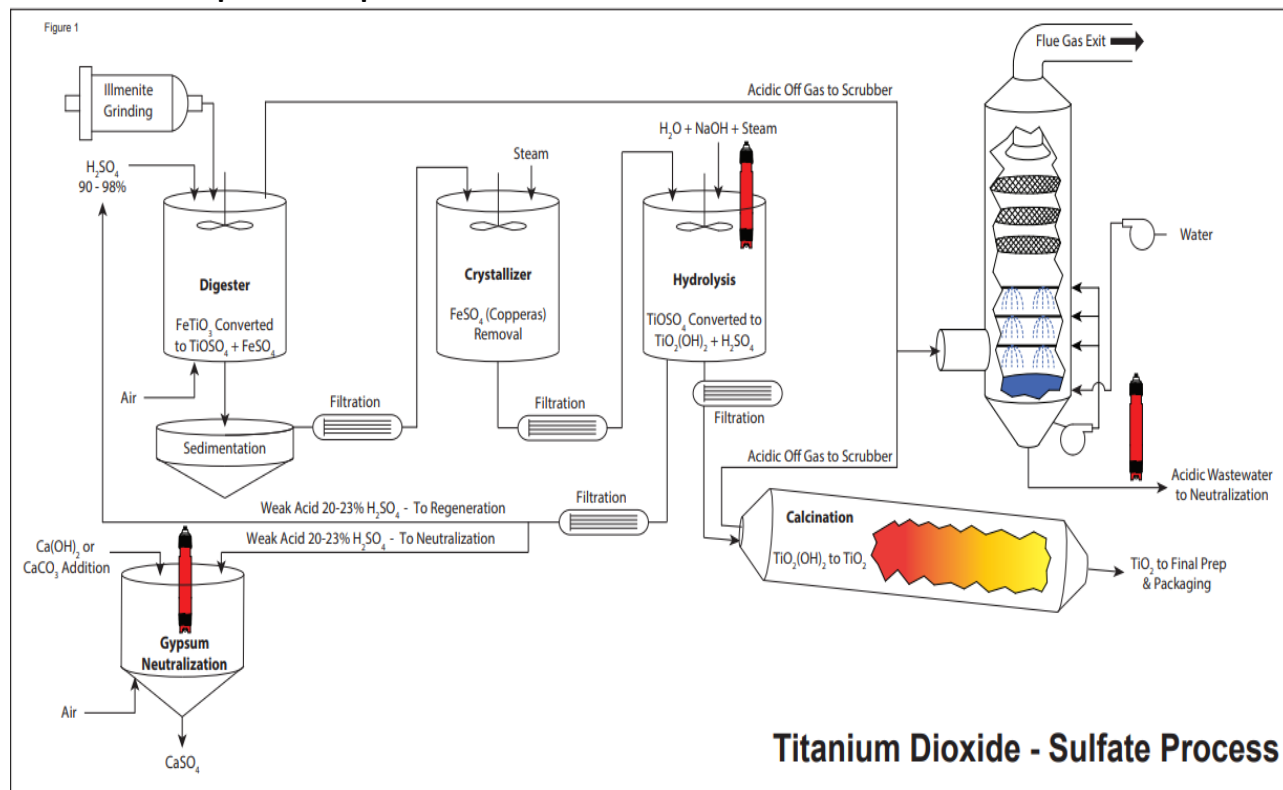 Figure 1
Flue Gas Exit
Illmenite
Grinding
Acidic Off Gas to Scrubber
H₂O + NaOH + Steam
H₂SO₄
90 - 98%
Steam
Water
Digester
FeTiO₃ Converted
to TiOSO₄ + FeSO₄
Crystallizer
FeSO₄ (Copperas)
Removal
Hydrolysis
TiOSO₄ Converted to
TiO₂(OH)₂ + H₂SO₄
Air
Sedimentation
Filtration
Filtration
Filtration
Acidic Off Gas to Scrubber
Acidic Wastewater
to Neutralization
Weak Acid 20-23% H₂SO₄ - To Regeneration
Filtration
Weak Acid 20-23% H₂SO₄ - To Neutralization
Calcination
TiO₂(OH)₂ to TiO₂
TiO₂ to Final Prep
& Packaging
Ca(OH)₂ or
CaCO₃ Addition
Gypsum
Neutralization
Air
CaSO₄
Titanium Dioxide - Sulfate Process